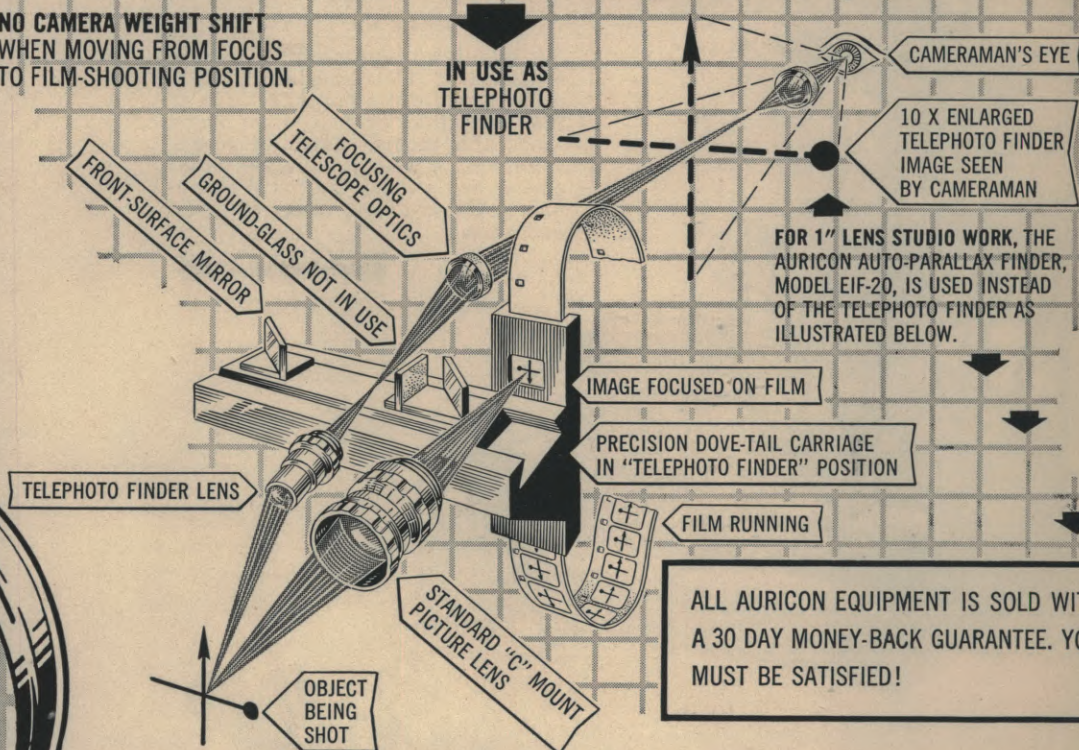 NO CAMERA WEIGHT SHIFT
WHEN MOVING FROM FOCUS
TO FILM-SHOOTING POSITION.
IN USE AS
TELEPHOTO
FINDER
CAMERAMAN'S EYE
10 X ENLARGED
TELEPHOTO FINDER
IMAGE SEEN
BY CAMERAMAN
FOCUSING
TELESCOPE OPTICS
GROUND-GLASS NOT IN USE
FRONT-SURFACE MIRROR
FOR 1" LENS STUDIO WORK, THE
AURICON AUTO-PARALLAX FINDER,
MODEL EIF-20, IS USED INSTEAD
OF THE TELEPHOTO FINDER AS
ILLUSTRATED BELOW.
IMAGE FOCUSED ON FILM
PRECISION DOVE-TAIL CARRIAGE
IN "TELEPHOTO FINDER" POSITION
TELEPHOTO FINDER LENS
FILM RUNNING
STANDARD "C" MOUNT
PICTURE LENS
OBJECT
BEING
SHOT
ALL AURICON EQUIPMENT IS SOLD
A 30 DAY MONEY-BACK GUARANTEE.
MUST BE SATISFIED!